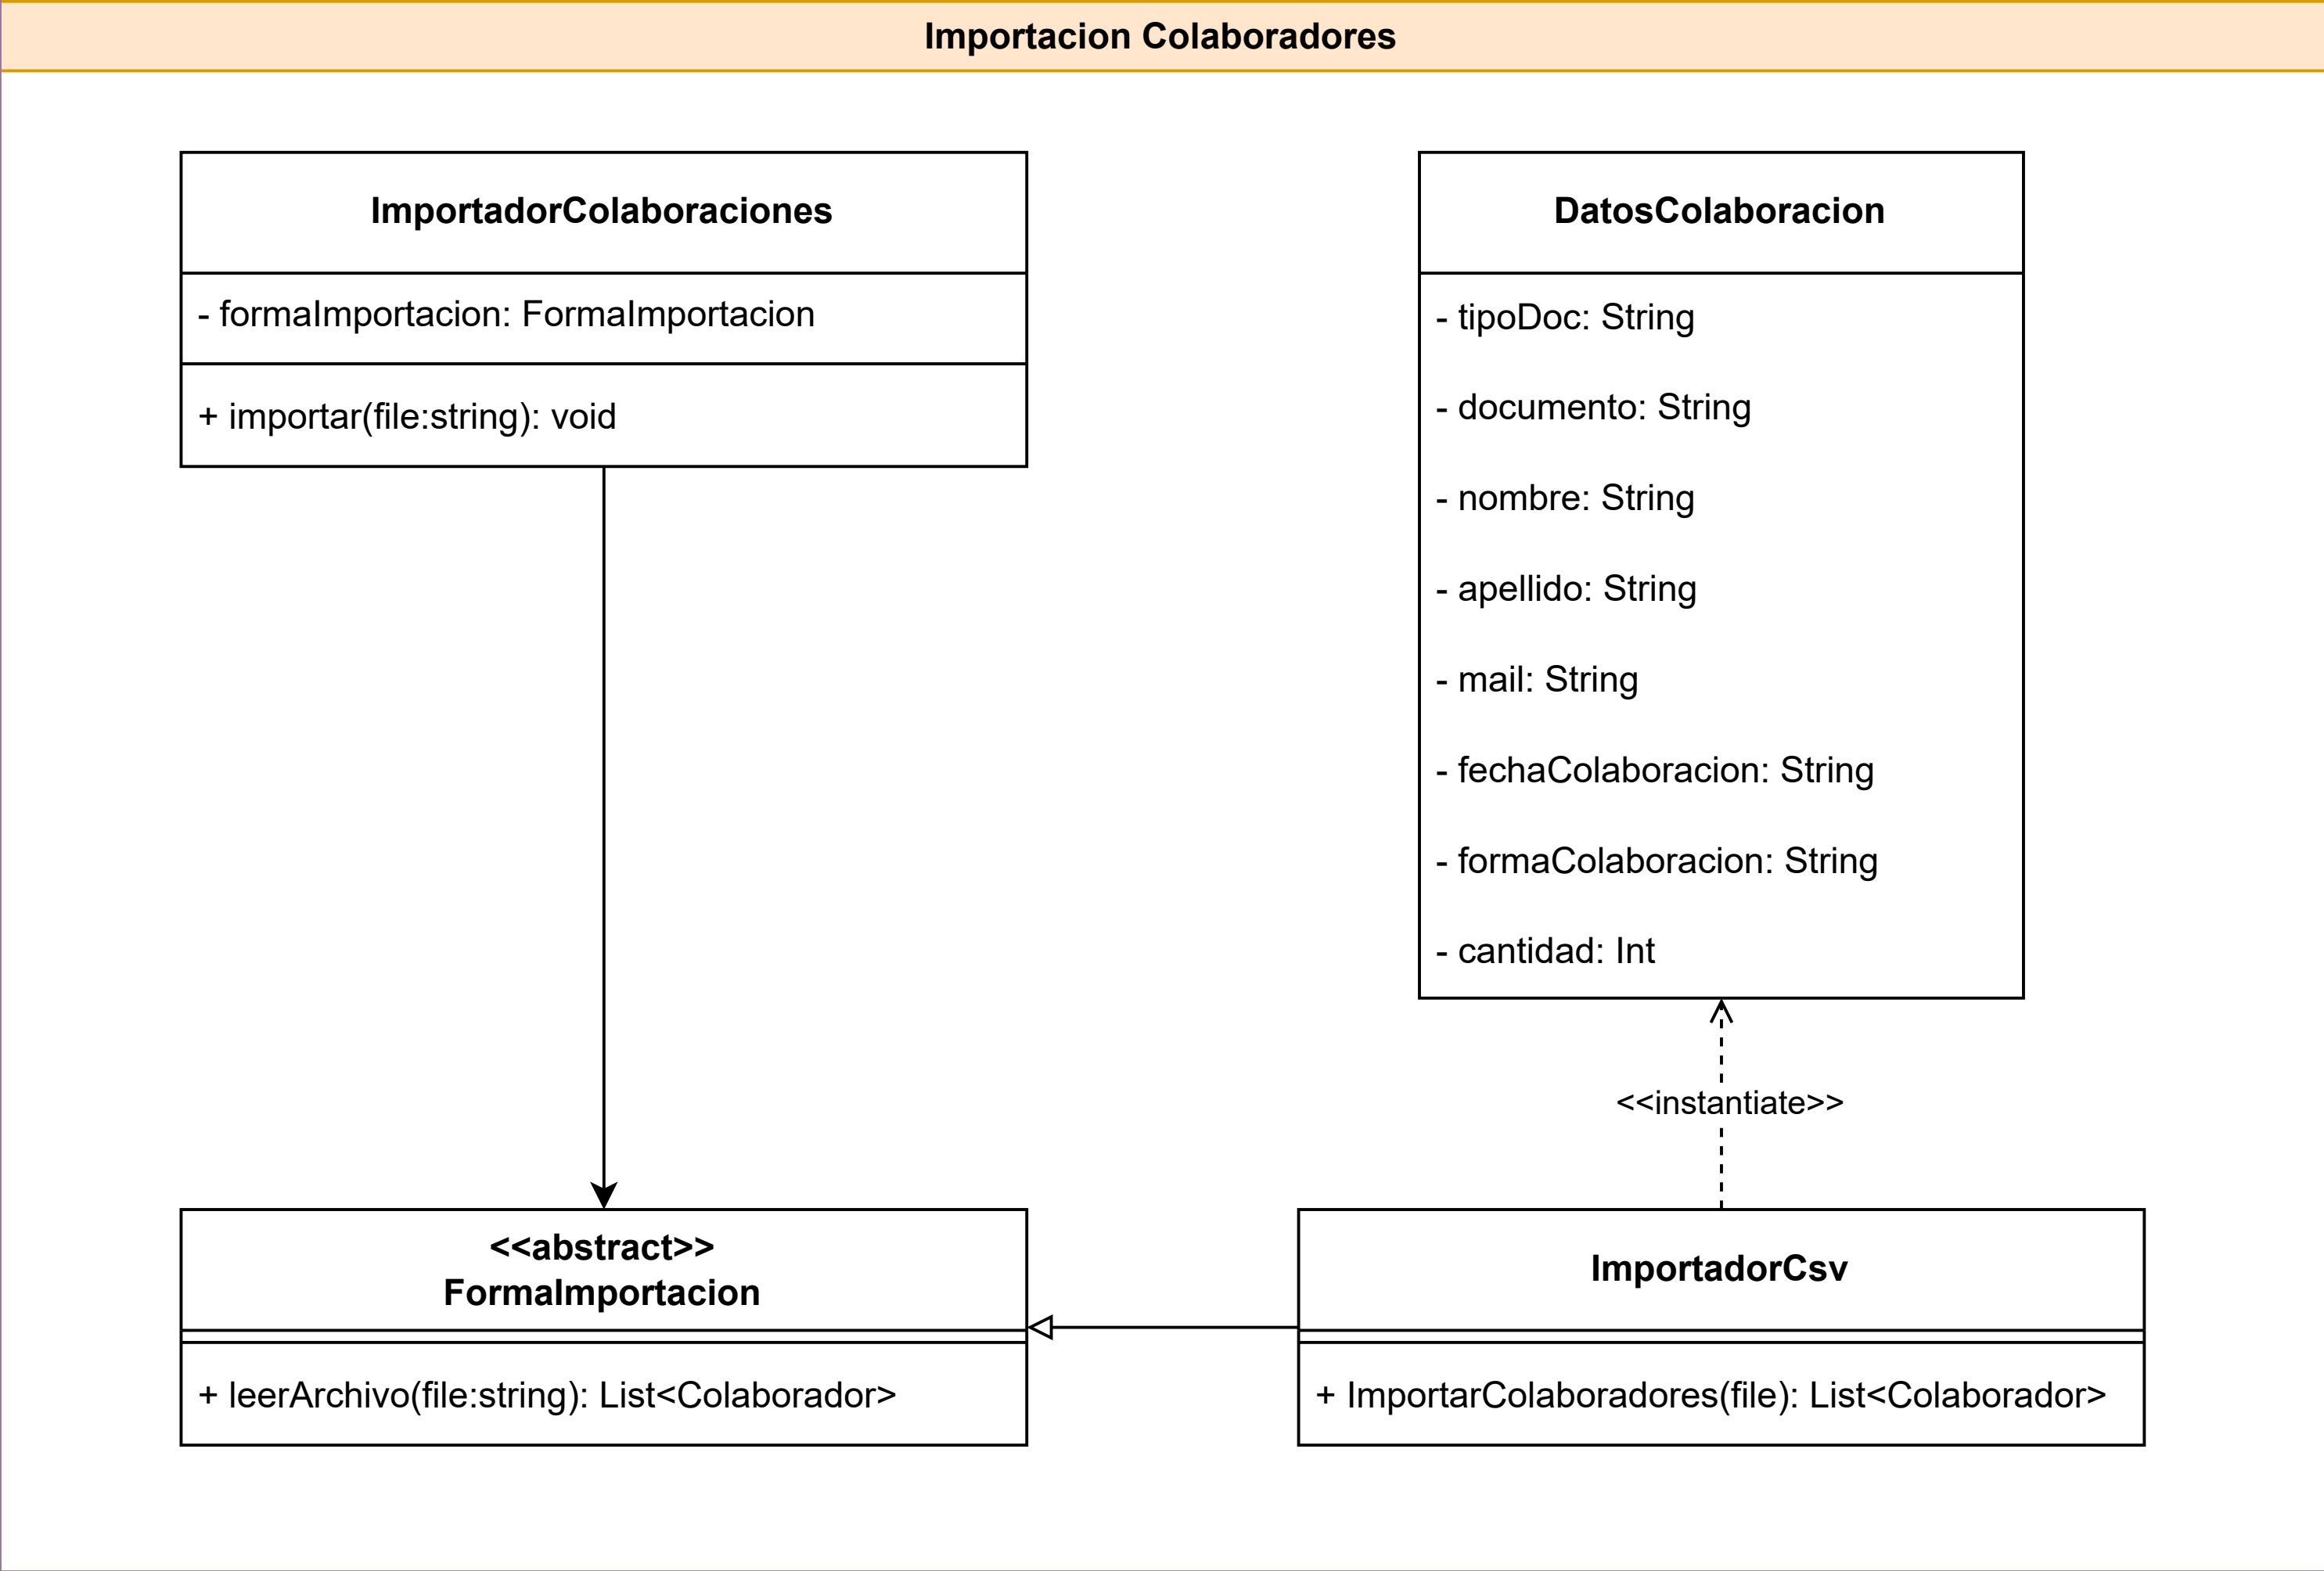 Importacion Colaboradores
ImportadorColaboraciones
- formaImportacion: FormaImportacion
+ importar(file:string): void
DatosColaboracion
- tipoDoc: String
- documento: String
- nombre: String
- apellido: String
- mail: String
- fechaColaboracion: String
- formaColaboracion: String
- cantidad: Int
<<instantiate>>
<<abstract>>
FormaImportacion
+ leerArchivo(file:string): List<Colaborador>
ImportadorCsv
+ ImportarColaboradores(file): List<Colaborador>